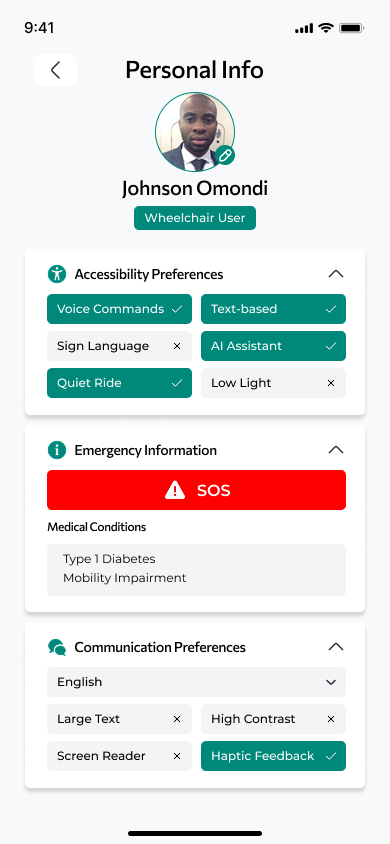 9:41
Personal Info
Johnson Omondi
Wheelchair User
Accessibility Preferences
Voice Commands
Text-based
Sign Language
AI Assistant
Quiet Ride
Low Light
Emergency Information
SOS
Medical Conditions
Type 1 Diabetes
Mobility Impairment
Communication Preferences
English
Large Text
High Contrast
Screen Reader
Haptic Feedback